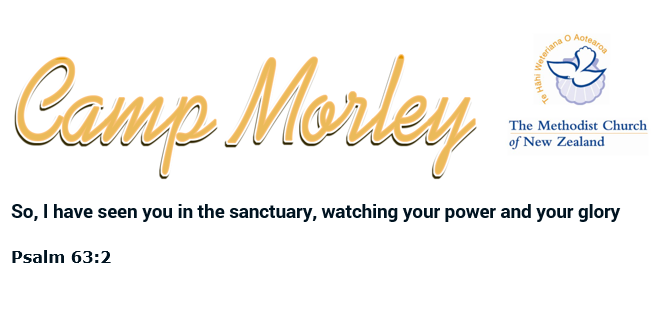 Camp Morley
Te Hāhi Weteriana O Aotearoa
The Methodist Church
of New Zealand
So, I have seen you in the sanctuary, watching your power and your glory
Psalm 63:2